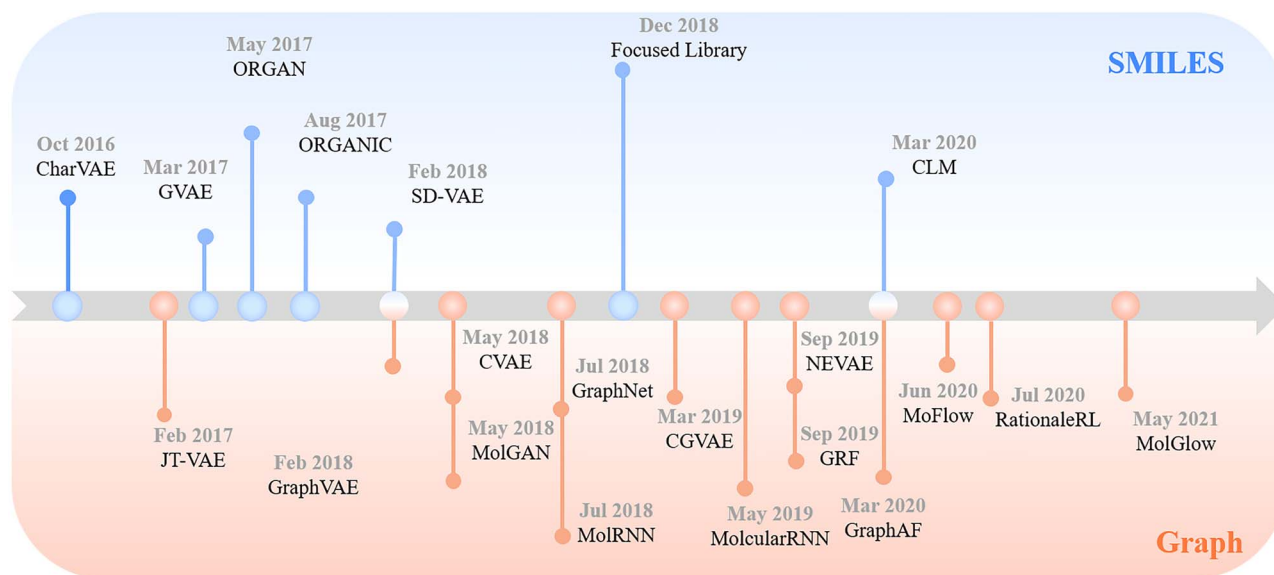 SMILES
Oct 2016
CharVAE
Mar 2017
GVAE
May 2017
ORGAN
Aug 2017
ORGANIC
Feb 2018
SD-VAE
Dec 2018
Focused Library
Mar 2020
CLM
Feb 2017
JT-VAE
Feb 2018
GraphVAE
May 2018
CVAE
May 2018
MolGAN
Jul 2018
GraphNet
Jul 2018
MolRNN
Mar 2019
CGVAE
May 2019
MolcularRNN
Sep 2019
NEVAE
Sep 2019
GRF
Mar 2020
GraphAF
Jun 2020
MoFlow
Jul 2020
RationaleRL
May 2021
MolGlow
Graph